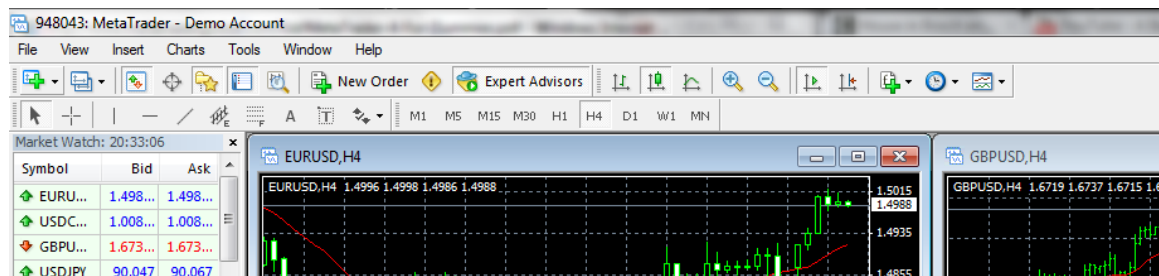 948043: MetaTrader - Demo Account
File View Insert Charts Tools Window Help
New Order Expert Advisors
E F A T M1 M5 M15 M30 H1 H4 D1 W1 MN
Market Watch: 20:33:06
Symbol Bid Ask
EURU... 1.498... 1.498...
USDC... 1.008... 1.008...
GBPU... 1.673... 1.673...
USDJPY 90.047 90.067
EURUSD,H4
EURUSD,H4 1.4996 1.4998 1.4986 1.4988
1.5015
1.4988
1.4935
1.4855
GBPUSD,H4
GBPUSD,H4 1.6719 1.6737 1.6715